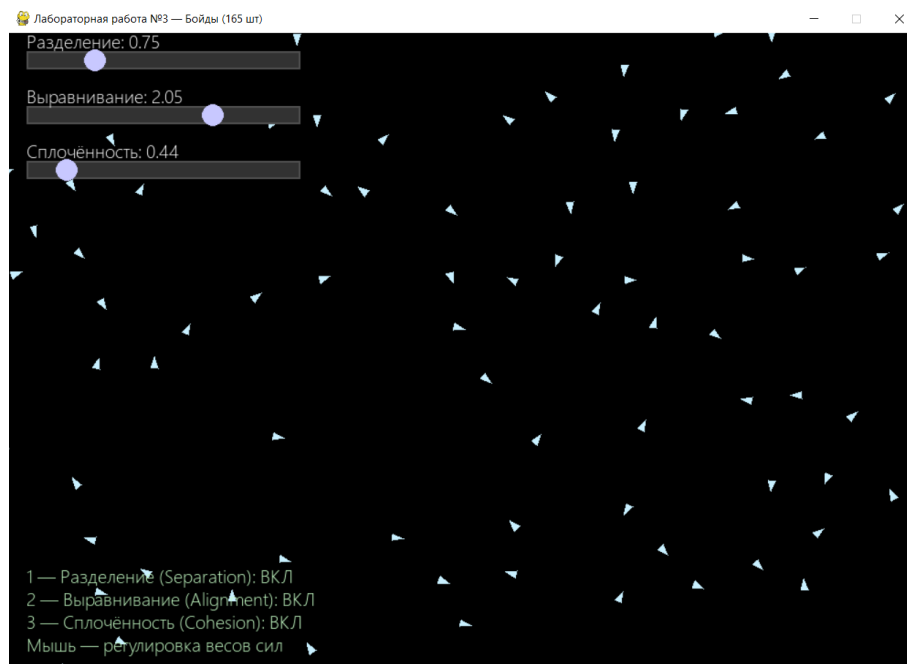 Лабораторная работа №3 — Бойды (165 шт)
Разделение: 0.75
Выравнивание: 2.05
Сплочённость: 0.44
1 — Разделение (Separation): ВКЛ
2 — Выравнивание (Alignment): ВКЛ
3 — Сплочённость (Cohesion): ВКЛ
Мышь — регулировка весов сил